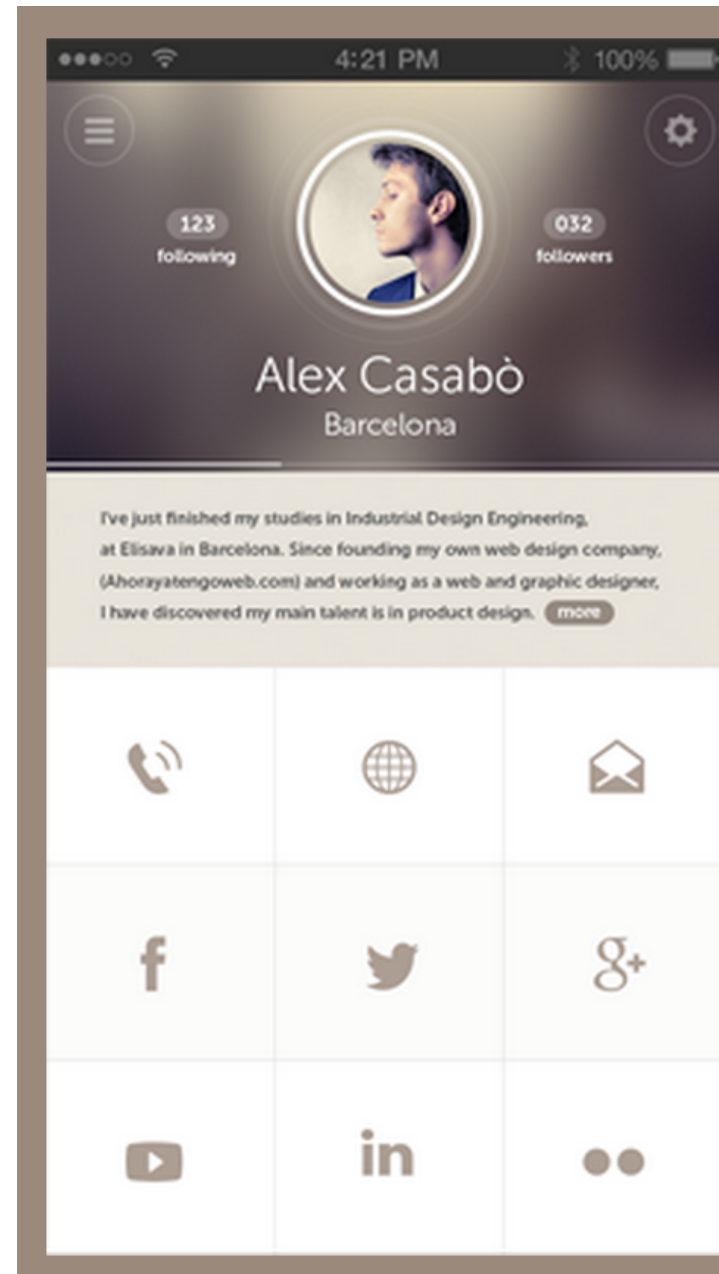 4:21 PM 100%
123
following
032
followers
Alex Casabò
Barcelona
I've just finished my studies in Industrial Design Engineering,
at Elisava in Barcelona. Since founding my own web design company,
(Ahorayatengoweb.com) and working as a web and graphic designer,
I have discovered my main talent is in product design. more
f
g+
in